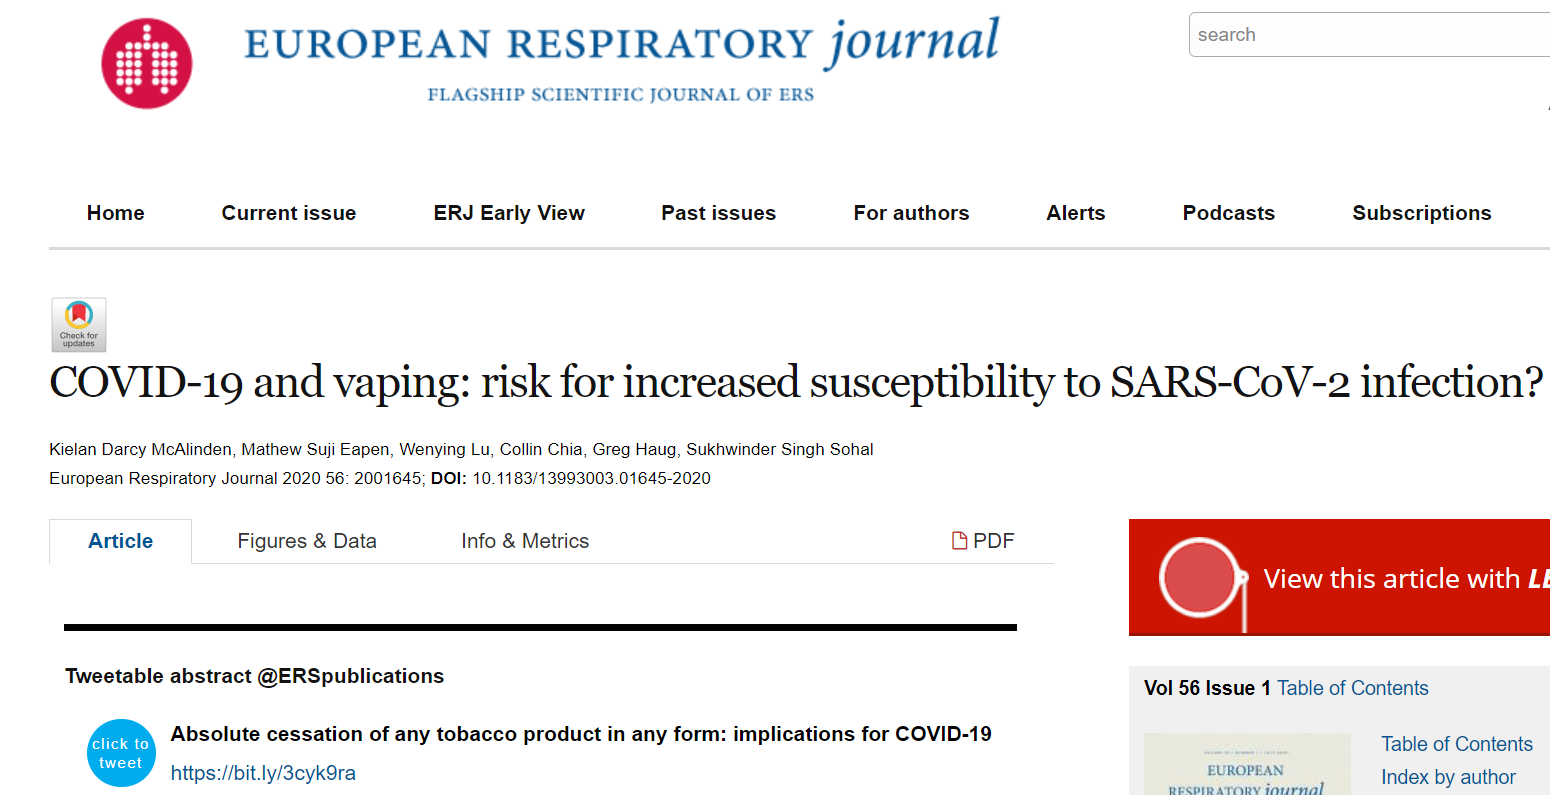 EUROPEAN RESPIRATORY journal
FLAGSHIP SCIENTIFIC JOURNAL OF ERS
search
Home
Current issue
ERJ Early View
Past issues
For authors
Alerts
Podcasts
Subscriptions
Check for
updates
COVID-19 and vaping: risk for increased susceptibility to SARS-CoV-2 infection?
Kielan Darcy McAlinden, Mathew Suji Eapen, Wenying Lu, Collin Chia, Greg Haug, Sukhwinder Singh Sohal
European Respiratory Journal 2020 56: 2001645; DOI: 10.1183/13993003.01645-2020
Article
Figures & Data
Info & Metrics
PDF
View this article with LE
Tweetable abstract @ERSpublications
click to
tweet
Absolute cessation of any tobacco product in any form: implications for COVID-19
https://bit.ly/3cyk9ra
Vol 56 Issue 1 Table of Contents
EUROPEAN
RESPIRATORY journal
Table of Contents
Index by author